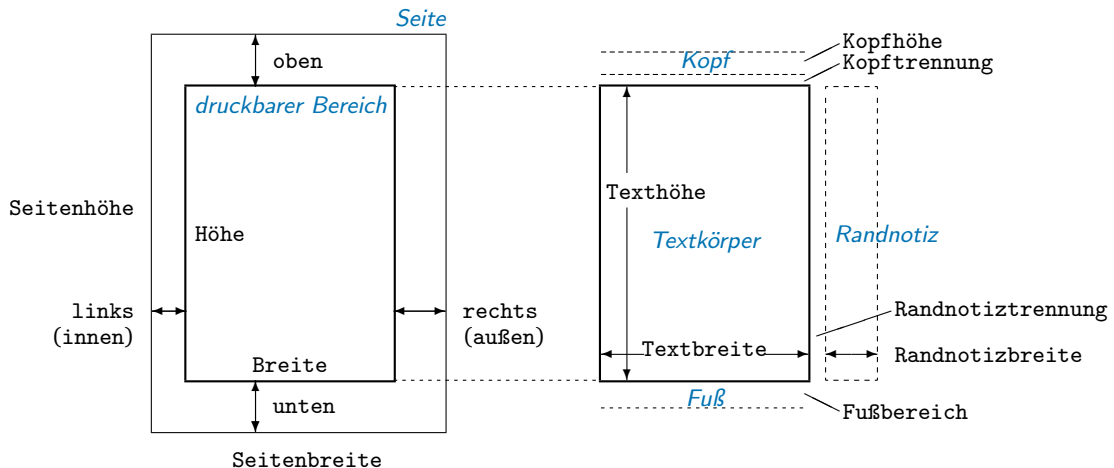 Seite
oben
druckbarer Bereich
Seitenhöhe
Höhe
links
(innen)
rechts
(außen)
Breite
unten
Seitenbreite
Kopf
Kopfhöhe
Kopftrennung
Texthöhe
Textkörper
Randnotiz
Randnotiztrennung
Textbreite
Randnotizbreite
Fuß
Fußbereich